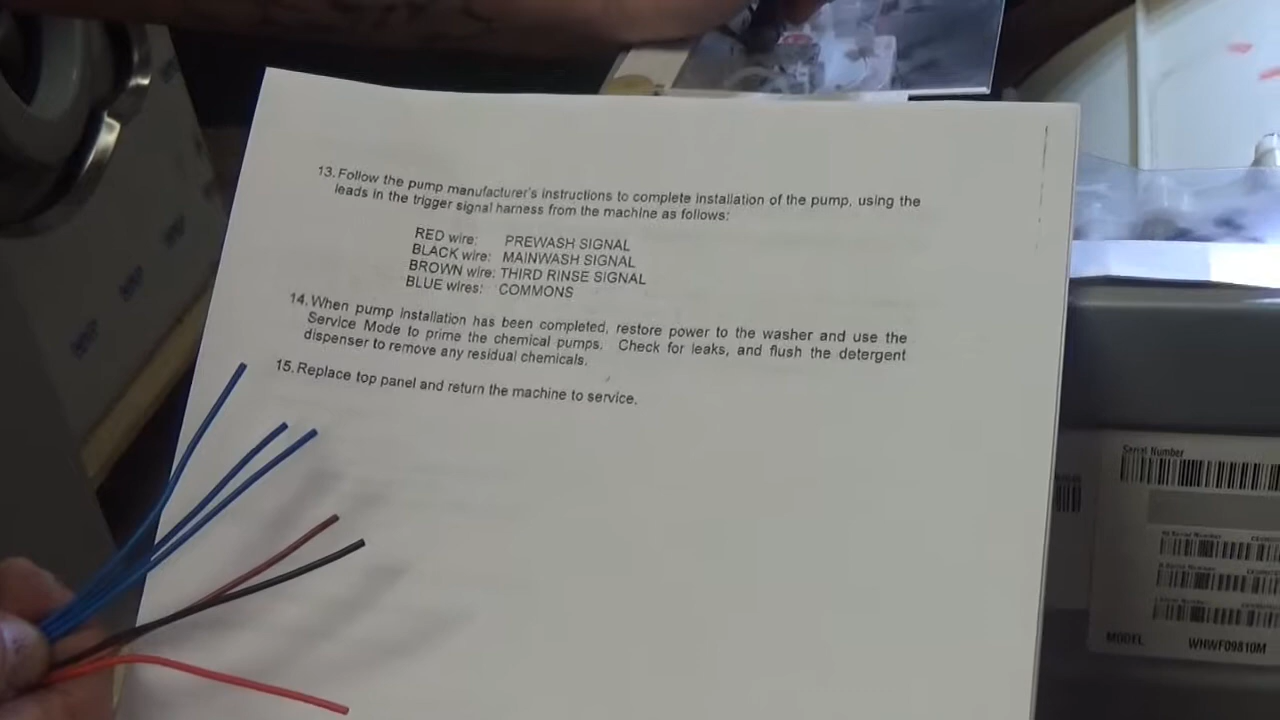 13. Follow the pump manufacturer's instructions to complete installation of the pump, using the
leads in the trigger signal harness from the machine as follows:
RED wire: PREWASH SIGNAL
BLACK wire: MAINWASH SIGNAL
BROWN wire: THIRD RINSE SIGNAL
BLUE wires: COMMONS
14. When pump installation has been completed, restore power to the washer and use the
Service Mode to prime the chemical pumps. Check for leaks, and flush the detergent
dispenser to remove any residual chemicals.
15. Replace top panel and return the machine to service.
Serial Number
MODEL WHWF09810M